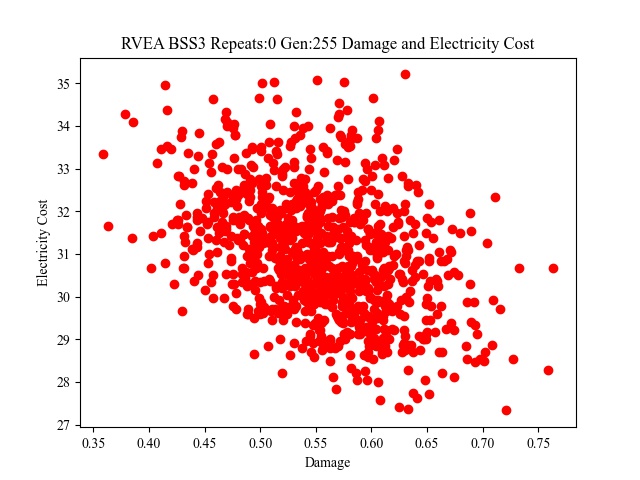 RVEA BSS3 Repeats:0 Gen:255 Damage and Electricity Cost
35
34
33
32
31
30
29
28
27
Electricity Cost
0.35 0.40 0.45 0.50 0.55 0.60 0.65 0.70 0.75
Damage